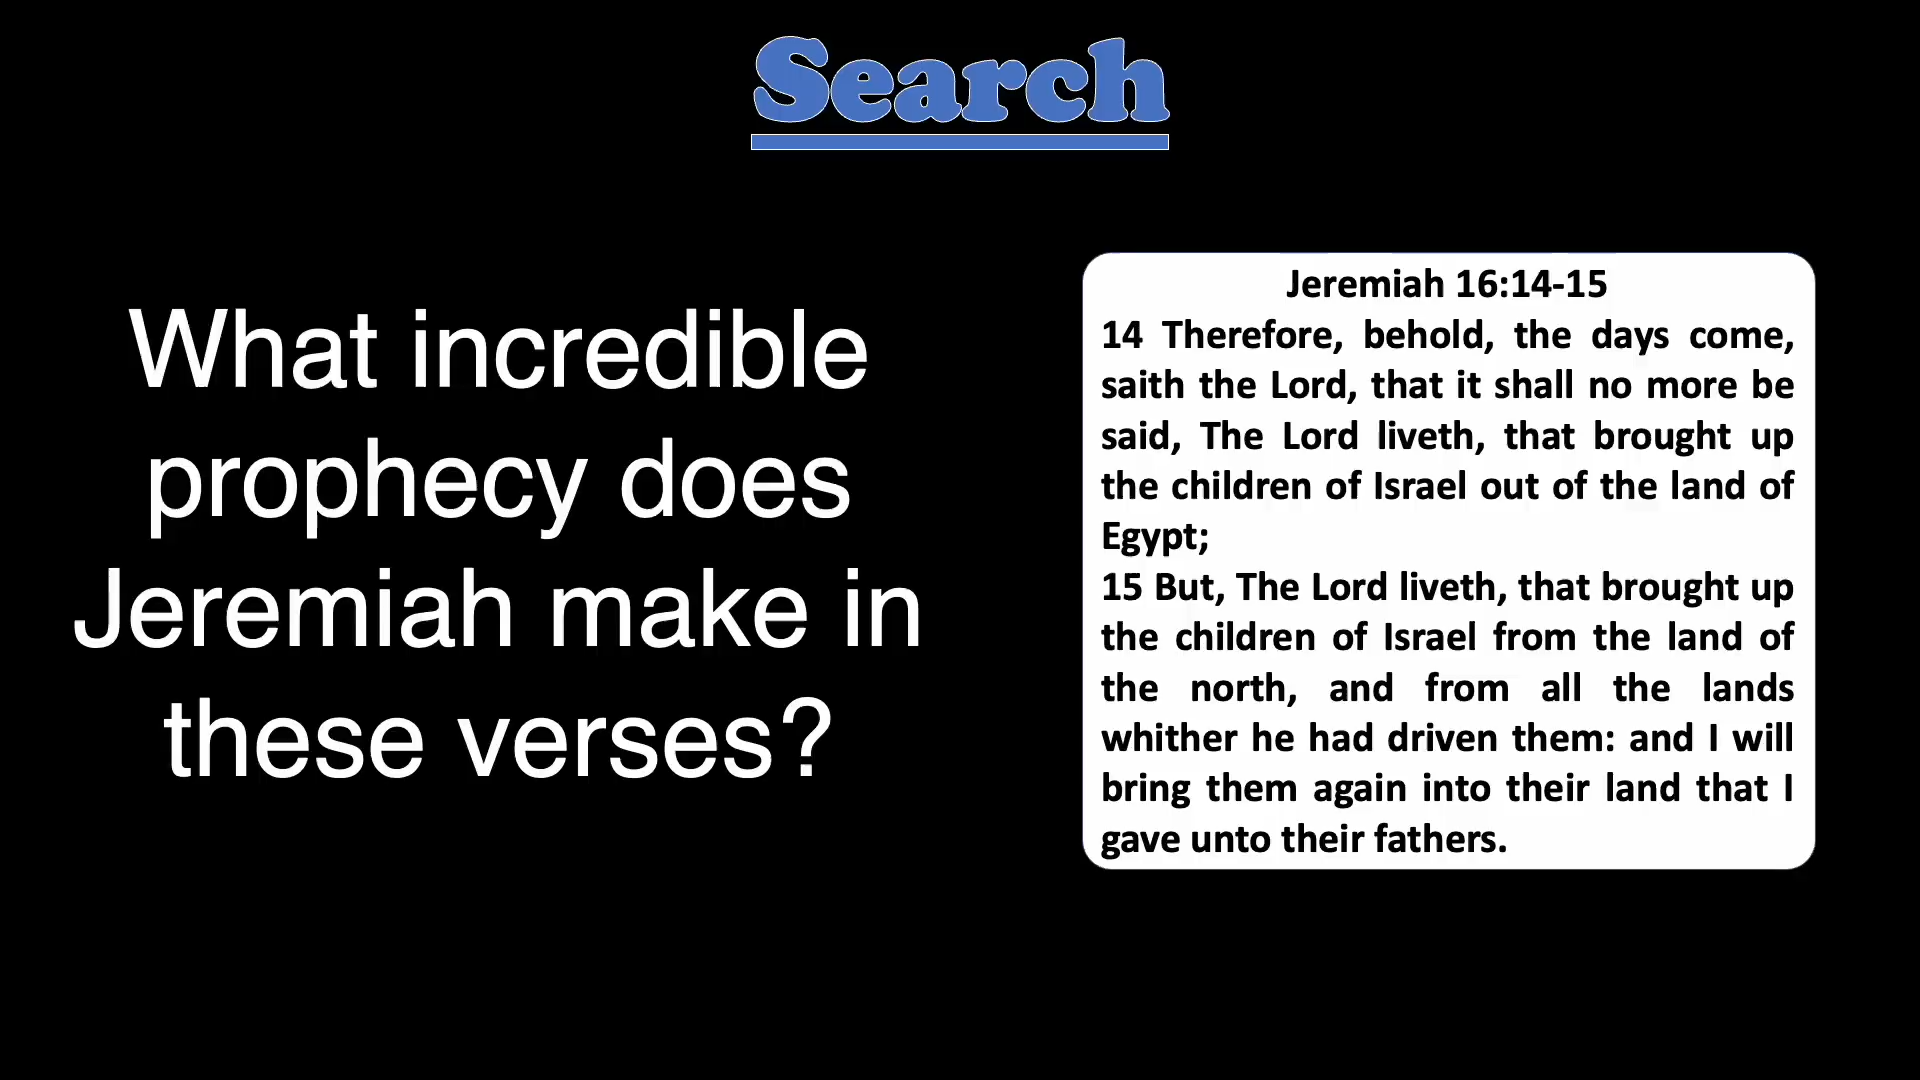 Search
What incredible
prophecy does
Jeremiah make in
these verses?
Jeremiah 16:14-15
14 Therefore, behold, the days come,
saith the Lord, that it shall no more be
said, The Lord liveth, that brought up
the children of Israel out of the land of
Egypt;
15 But, The Lord liveth, that brought up
the children of Israel from the land of
the north, and from all the lands
whither he had driven them: and I will
bring them again into their land that I
gave unto their fathers.